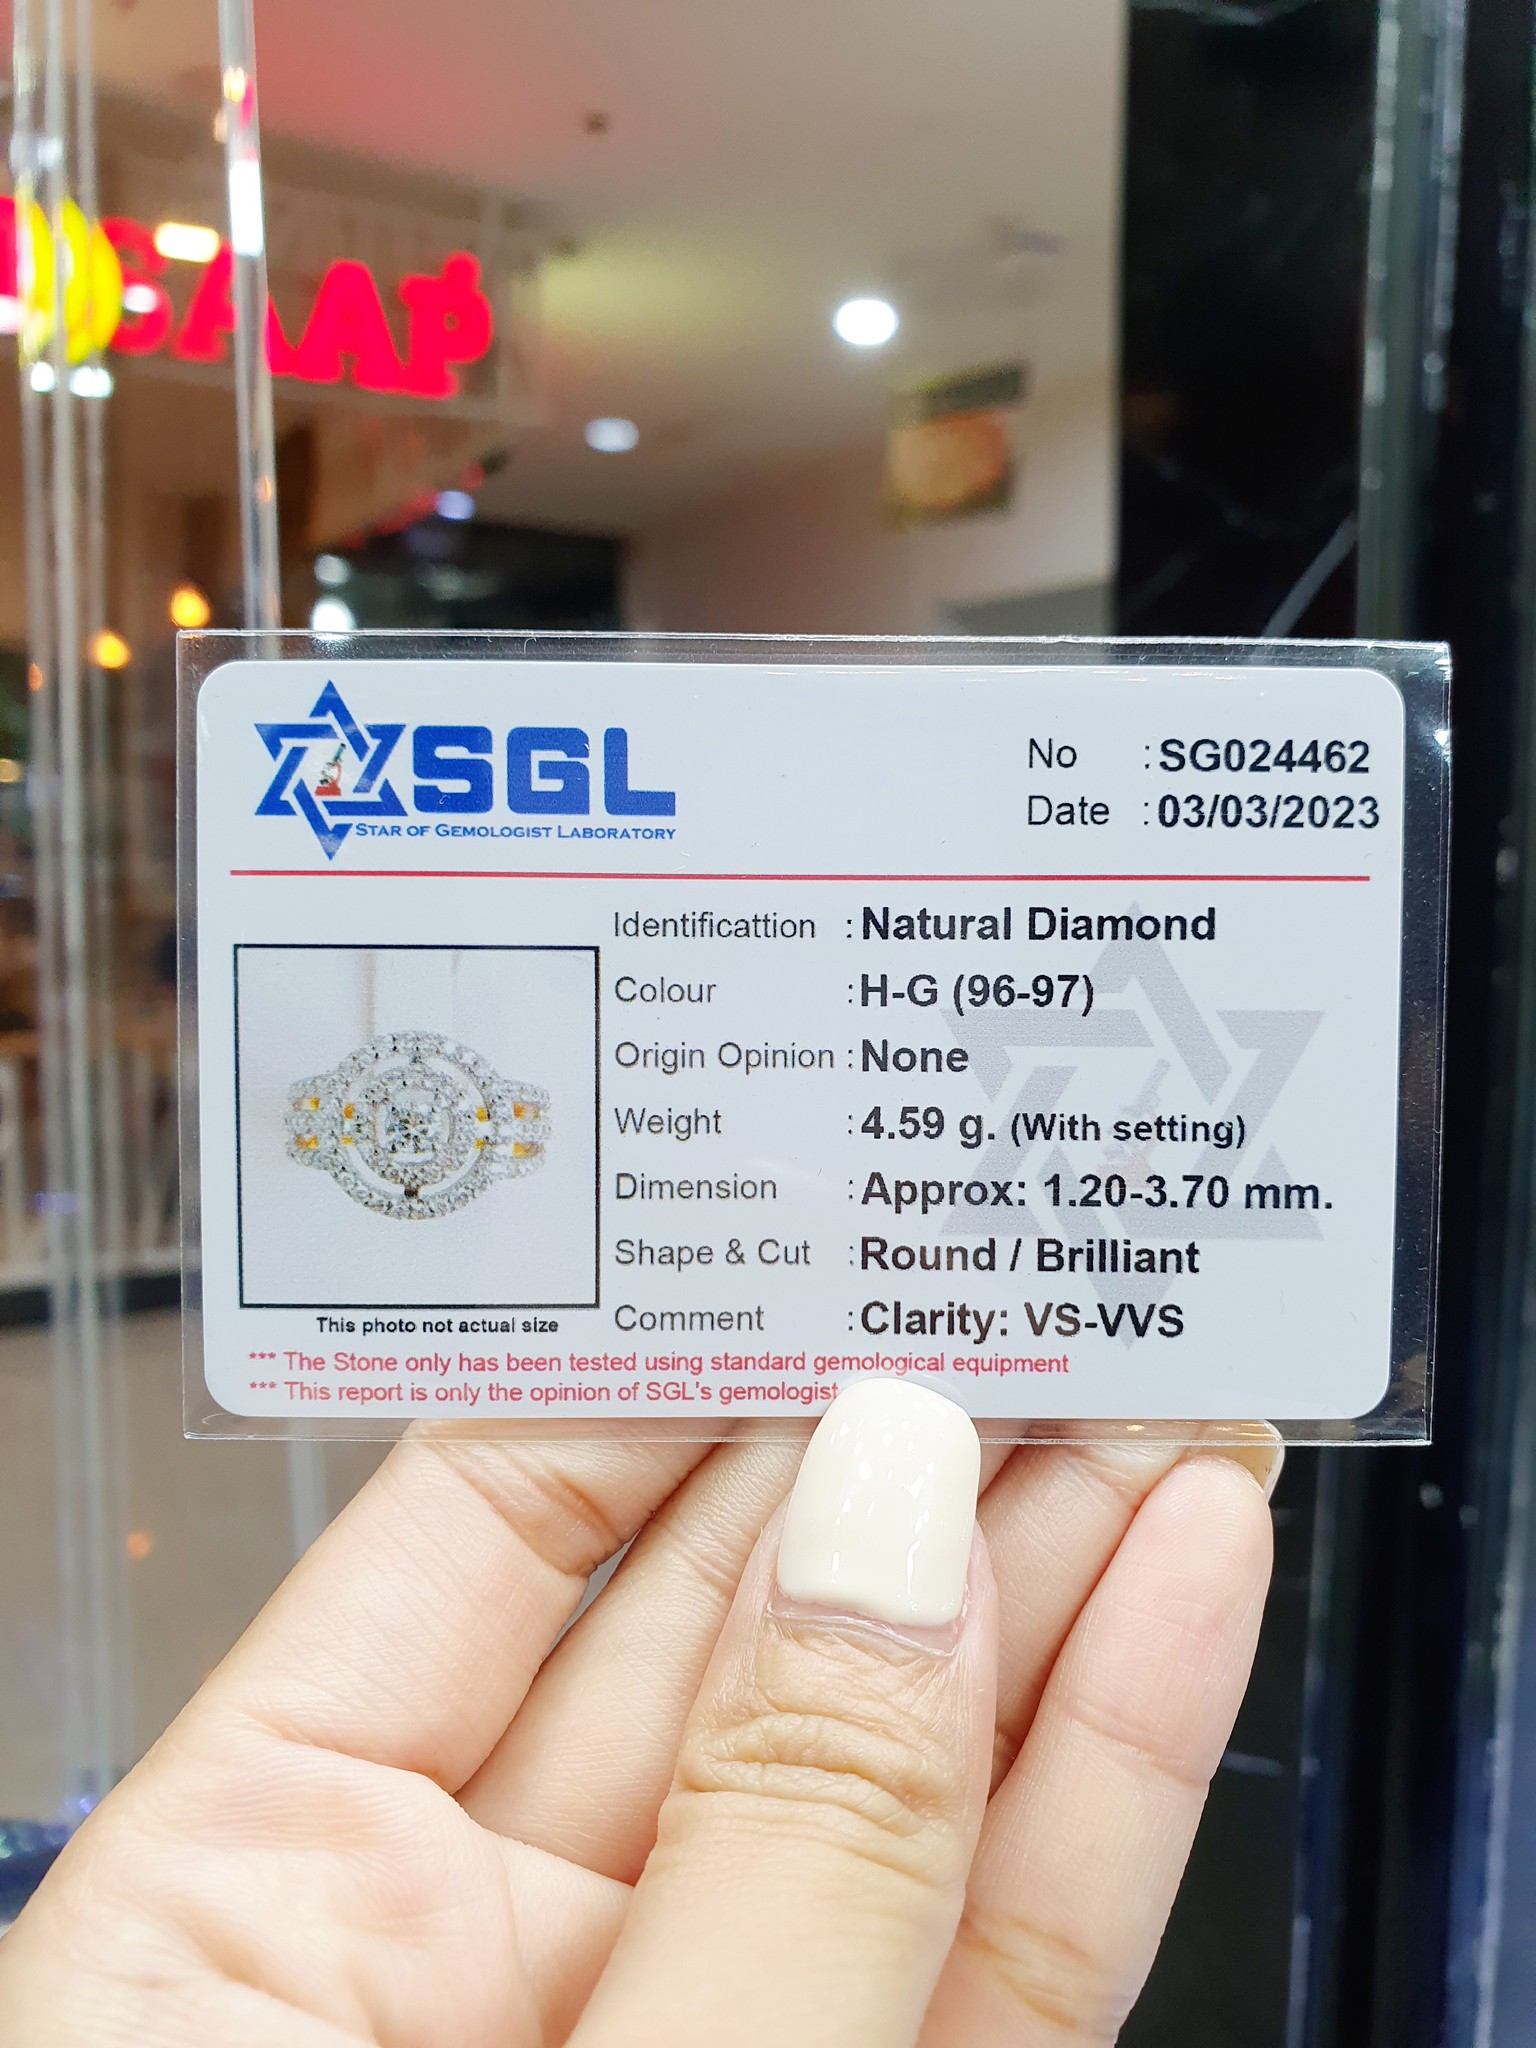 SGL
STAR OF GEMOLOGIST LABORATORY
No : SG024462
Date : 03/03/2023
Identificattion : Natural Diamond
Colour : H-G (96-97)
Origin Opinion : None
Weight : 4.59 g. (With setting)
Dimension : Approx: 1.20-3.70 mm.
Shape & Cut : Round / Brilliant
Comment : Clarity: VS-VVS
This photo not actual size
*** The Stone only has been tested using standard gemological equipment
*** This report is only the opinion of SGL's gemologist